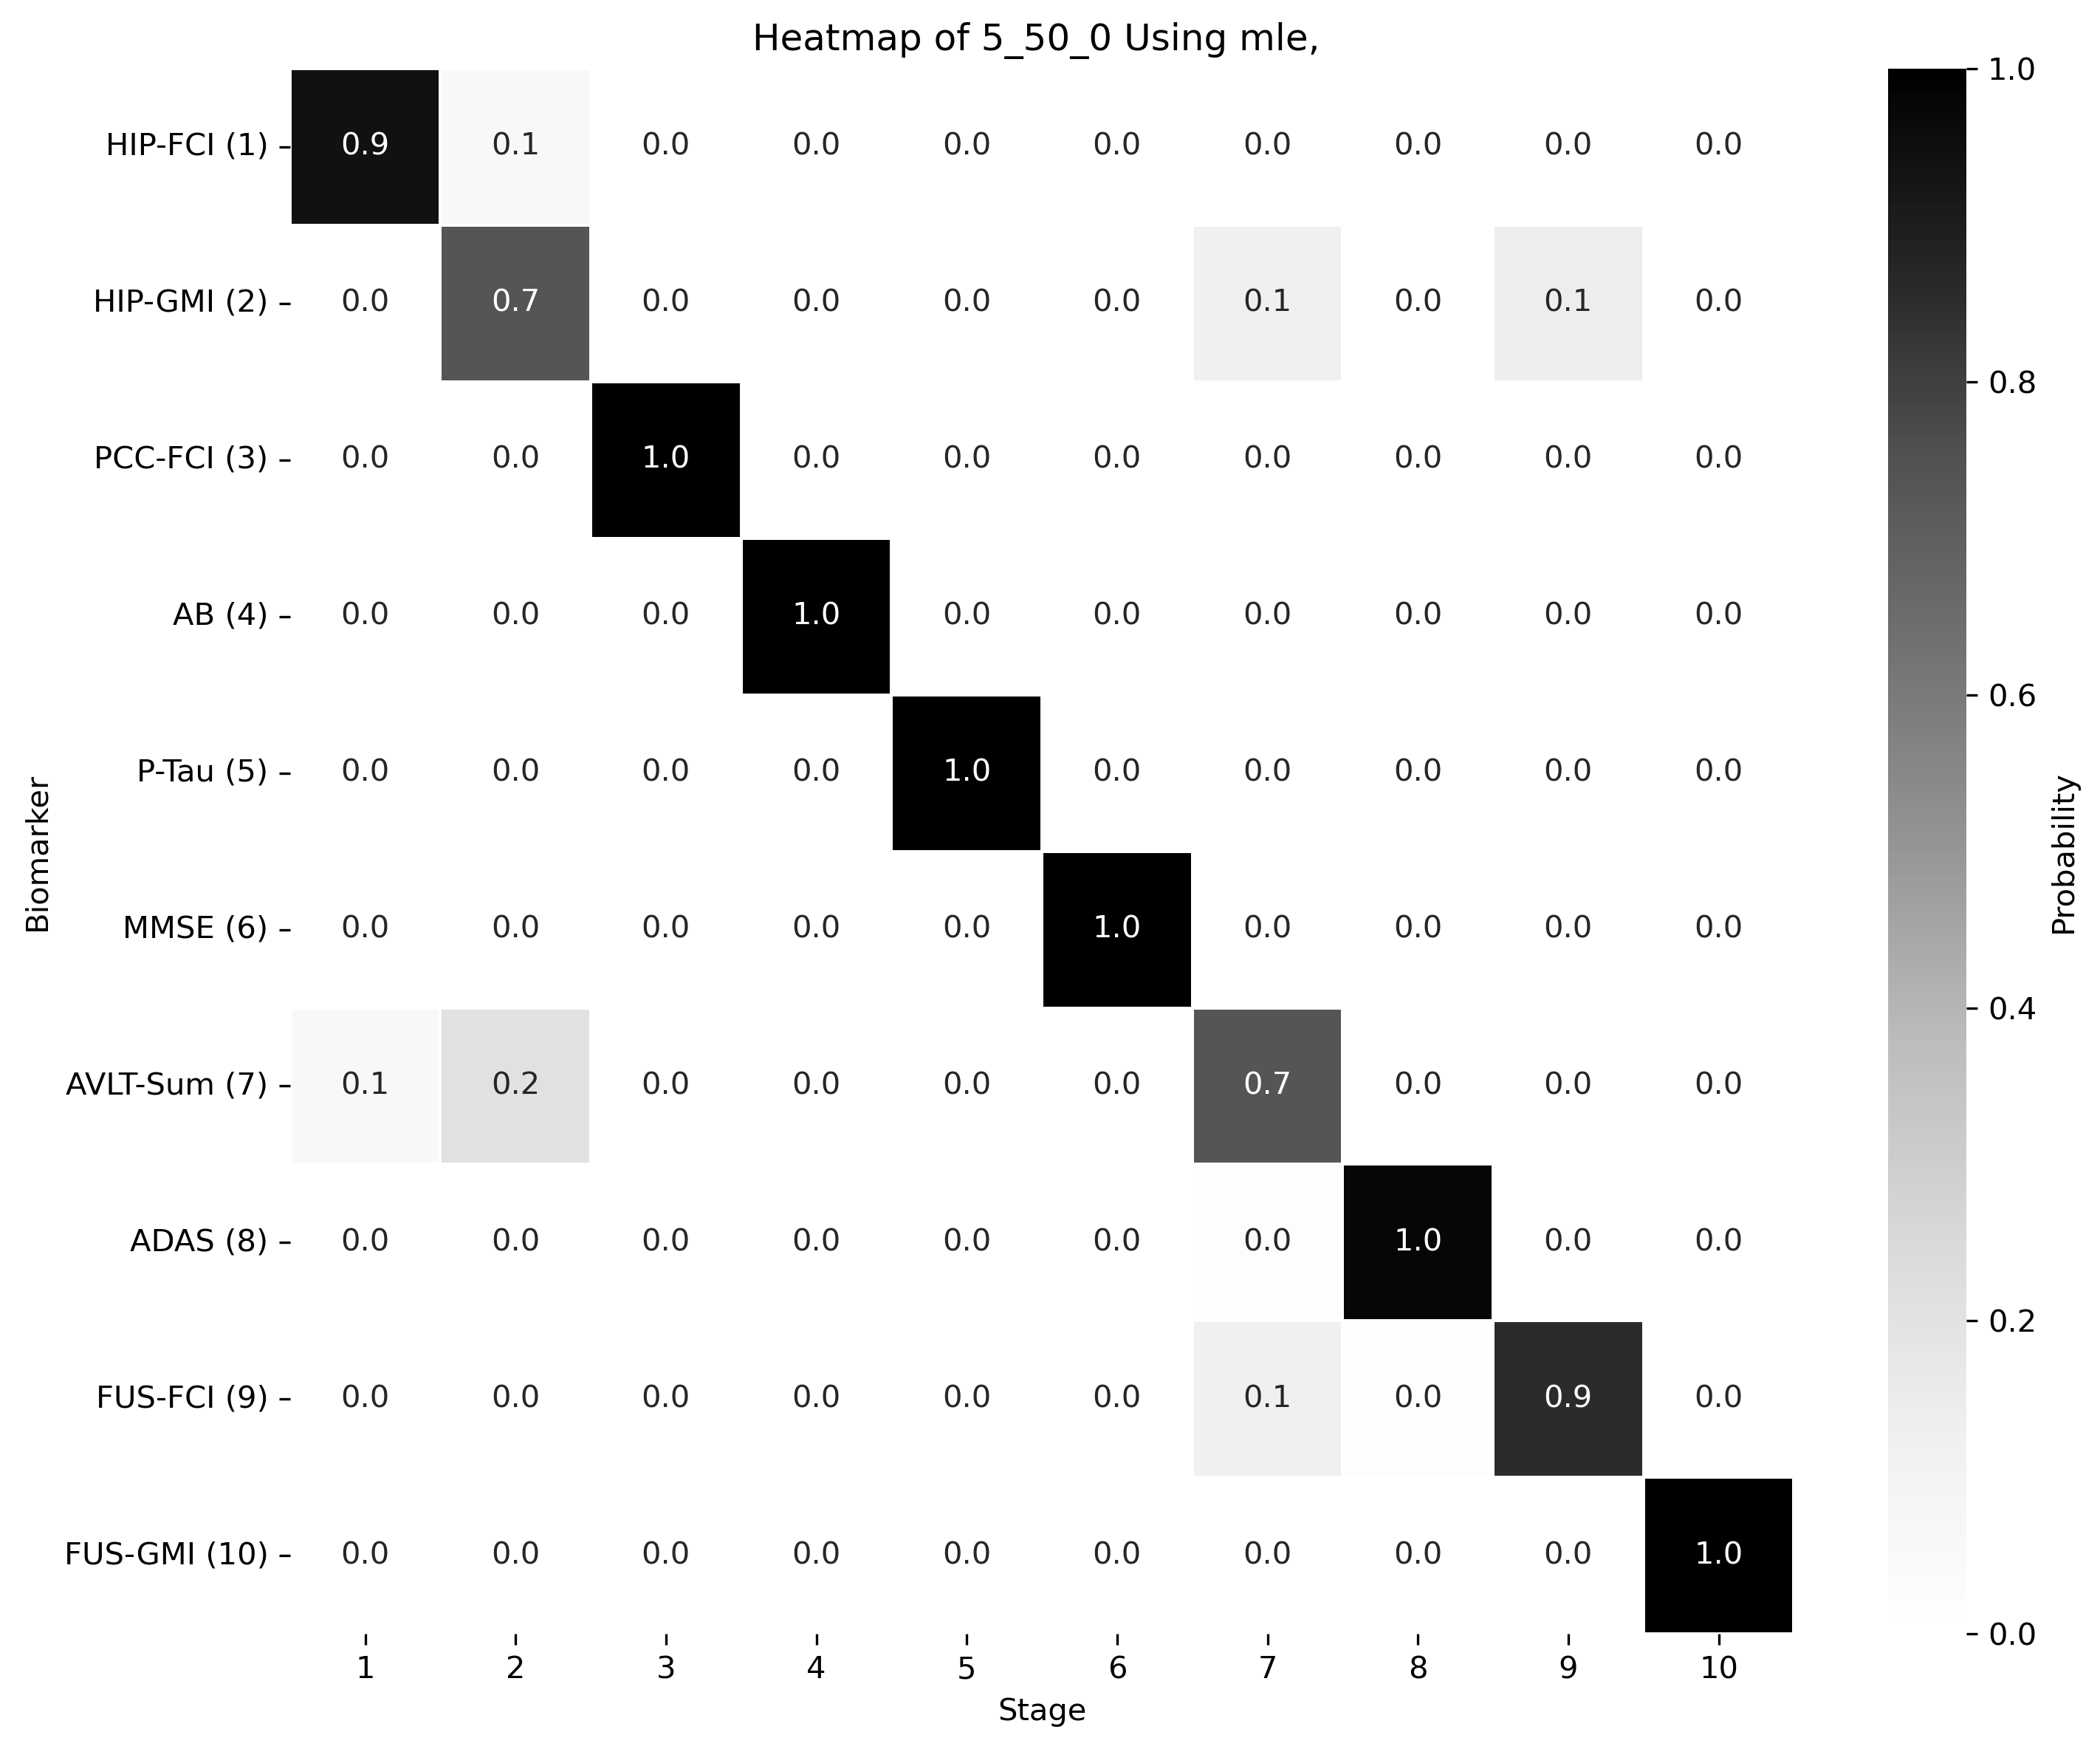 Heatmap of 5_50_0 Using mle,
HIP-FCI (1) 0.9 0.1 0.0 0.0 0.0 0.0 0.0 0.0 0.0 0.0
HIP-GMI (2) 0.0 0.7 0.0 0.0 0.0 0.0 0.1 0.0 0.1 0.0
PCC-FCI (3) 0.0 0.0 1.0 0.0 0.0 0.0 0.0 0.0 0.0 0.0
AB (4) 0.0 0.0 0.0 1.0 0.0 0.0 0.0 0.0 0.0 0.0
P-Tau (5) 0.0 0.0 0.0 0.0 1.0 0.0 0.0 0.0 0.0 0.0
MMSE (6) 0.0 0.0 0.0 0.0 0.0 1.0 0.0 0.0 0.0 0.0
AVLT-Sum (7) 0.1 0.2 0.0 0.0 0.0 0.0 0.7 0.0 0.0 0.0
ADAS (8) 0.0 0.0 0.0 0.0 0.0 0.0 0.0 1.0 0.0 0.0
FUS-FCI (9) 0.0 0.0 0.0 0.0 0.0 0.0 0.1 0.0 0.9 0.0
FUS-GMI (10) 0.0 0.0 0.0 0.0 0.0 0.0 0.0 0.0 0.0 1.0
1 2 3 4 5 6 7 8 9 10
Stage
Biomarker
1.0
0.8
0.6
0.4
0.2
0.0
Probability